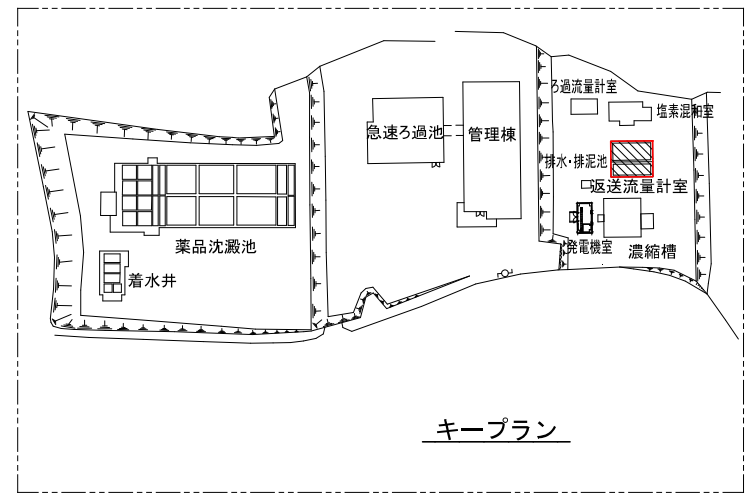 ろ過流量計室
塩素混和室
急速ろ過池
管理棟
排水・排泥池
返送流量計室
薬品沈澱池
発電機室
濃縮槽
着水井
キープラン